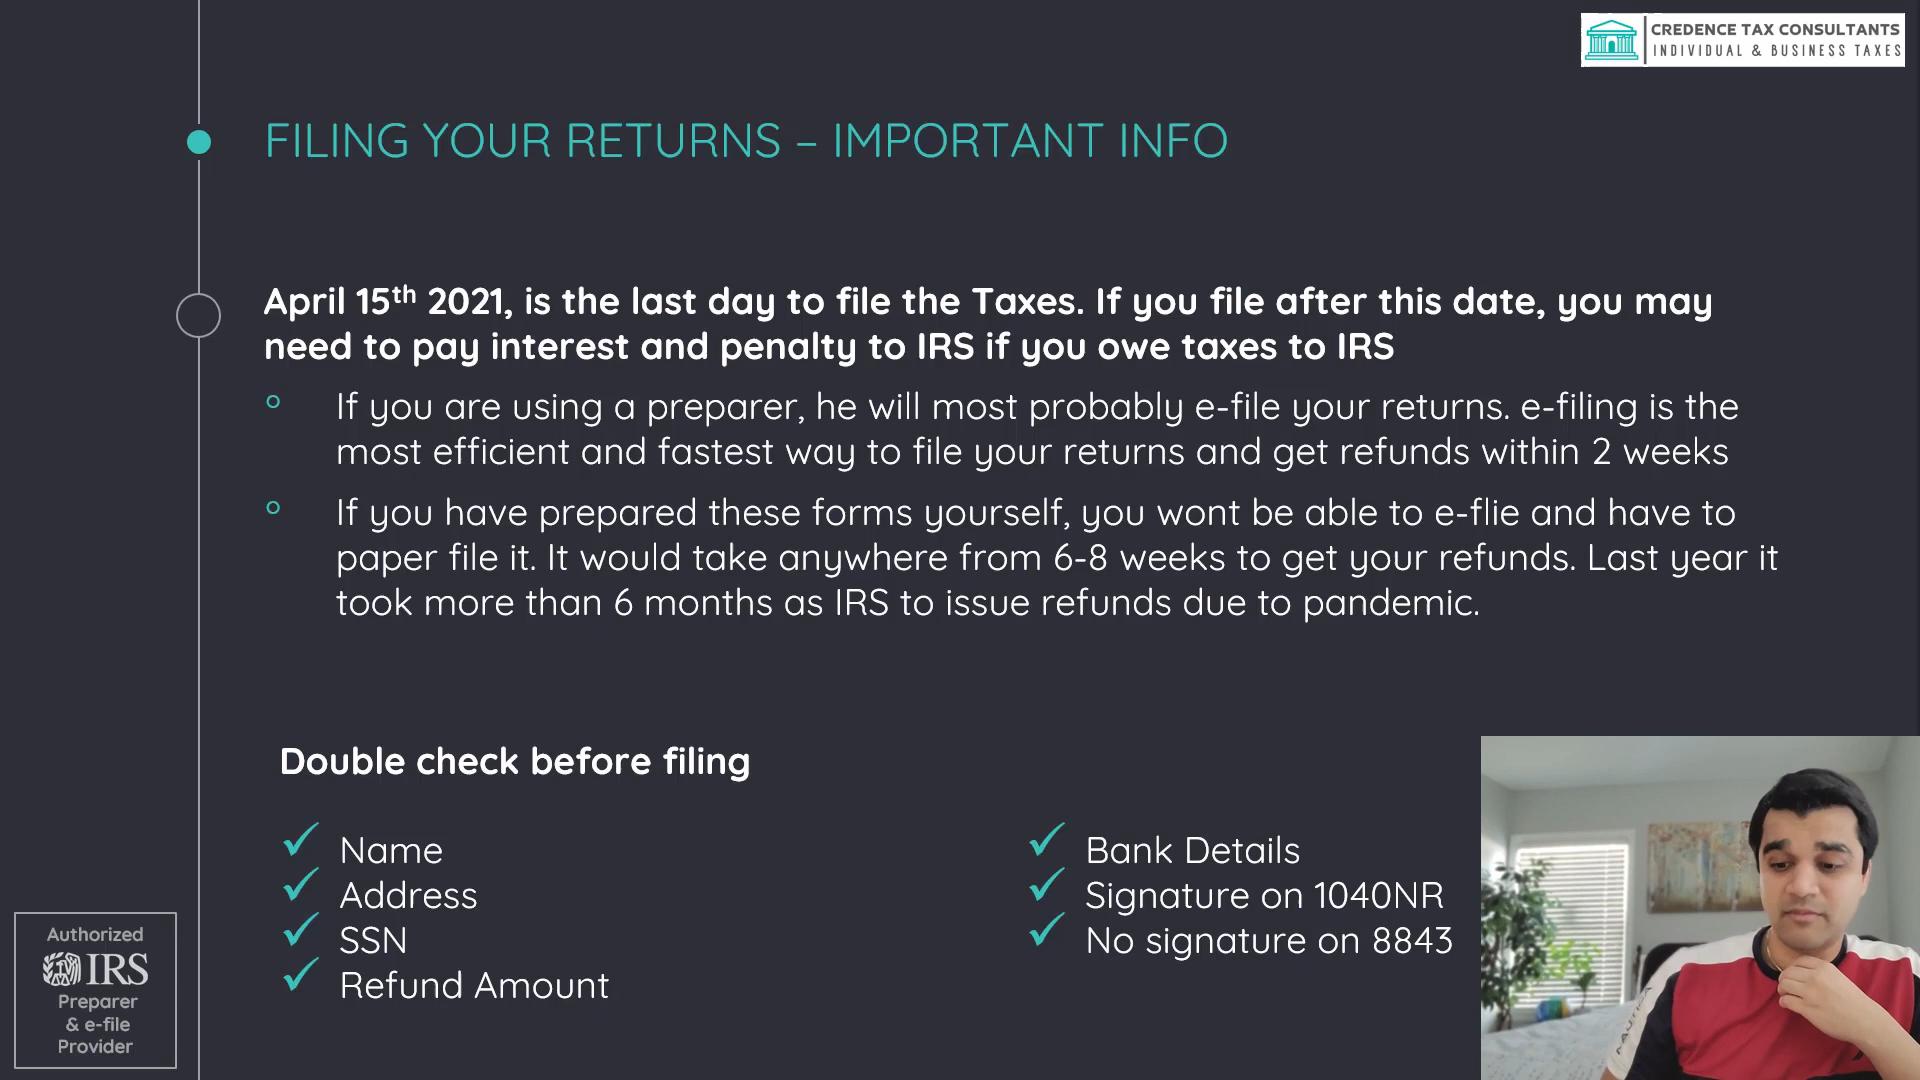 CREDENCE TAX CONSULTANTS
INDIVIDUAL & BUSINESS TAXES
FILING YOUR RETURNS – IMPORTANT INFO
April 15th 2021, is the last day to file the Taxes. If you file after this date, you may
need to pay interest and penalty to IRS if you owe taxes to IRS
If you are using a preparer, he will most probably e-file your returns. e-filing is the
most efficient and fastest way to file your returns and get refunds within 2 weeks
If you have prepared these forms yourself, you wont be able to e-flie and have to
paper file it. It would take anywhere from 6-8 weeks to get your refunds. Last year it
took more than 6 months as IRS to issue refunds due to pandemic.
Double check before filing
Name
Address
SSN
Refund Amount
Bank Details
Signature on 1040NR
No signature on 8843
Authorized
IRS
Preparer
& e-file
Provider